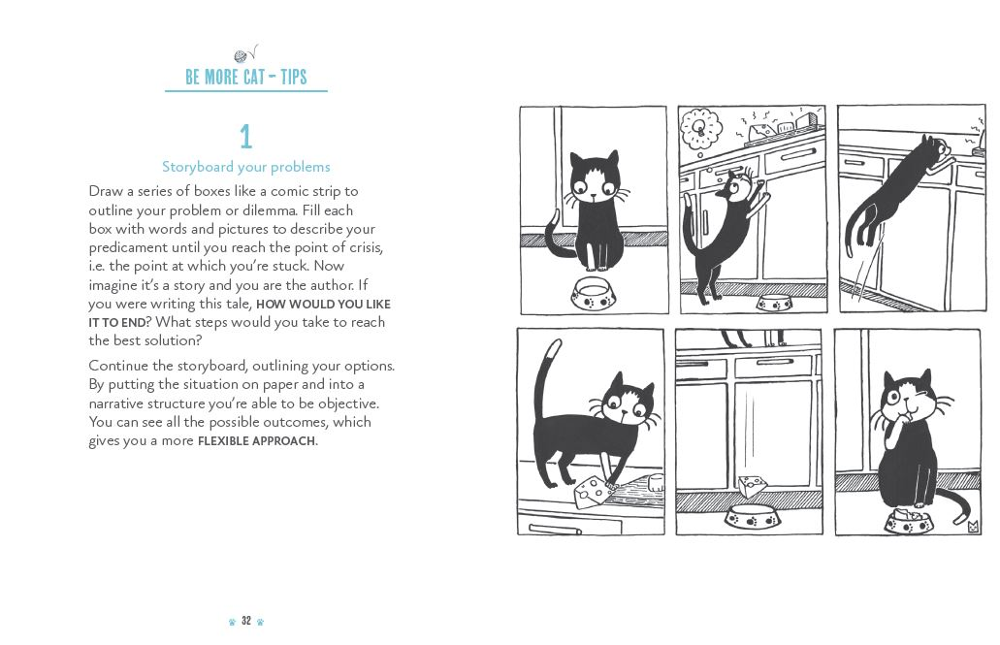 BE MORE CAT – TIPS
1
Storyboard your problems
Draw a series of boxes like a comic strip to
outline your problem or dilemma. Fill each
box with words and pictures to describe your
predicament until you reach the point of crisis,
i.e. the point at which you’re stuck. Now
imagine it’s a story and you are the author. If
you were writing this tale, HOW WOULD YOU LIKE
IT TO END? What steps would you take to reach
the best solution?
Continue the storyboard, outlining your options.
By putting the situation on paper and into a
narrative structure you’re able to be objective.
You can see all the possible outcomes, which
gives you a more FLEXIBLE APPROACH.
32